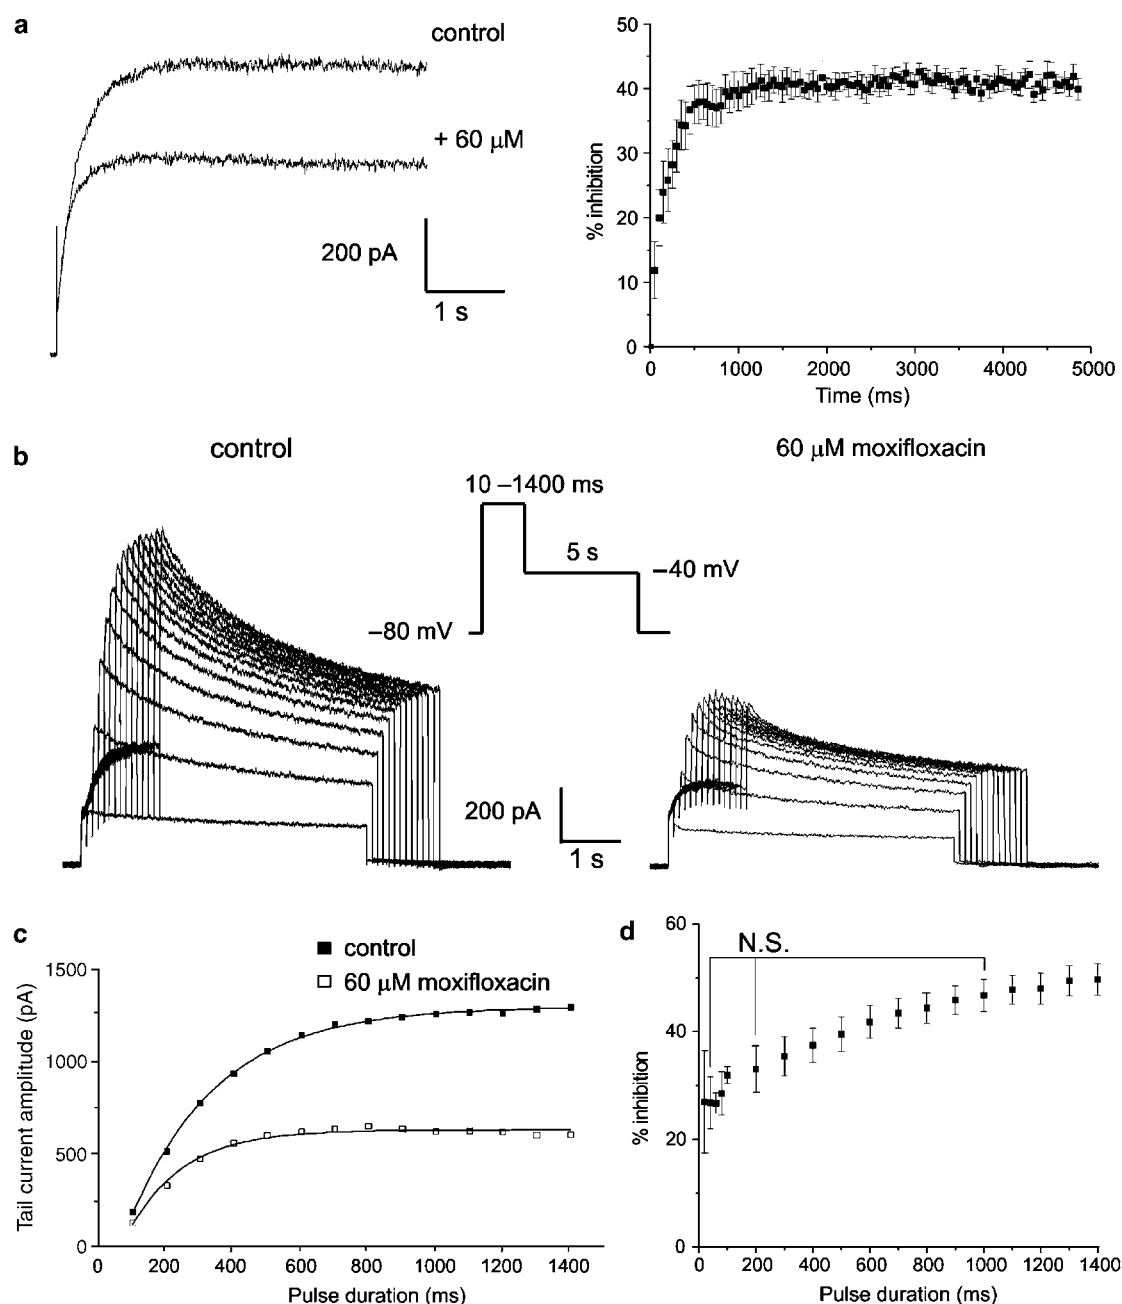 a
control
+ 60 μM
200 pA
1 s
50
40
30
20
10
0
% inhibition
0 1000 2000 3000 4000 5000
Time (ms)
b
control
60 μM moxifloxacin
10 –1400 ms
5 s
–40 mV
–80 mV
200 pA
1 s
c
control
60 μM moxifloxacin
1500
1000
500
0
Tail current amplitude (pA)
0 200 400 600 800 1000 1200 1400
Pulse duration (ms)
d
N.S.
60
40
20
0
% inhibition
0 200 400 600 800 1000 1200 1400
Pulse duration (ms)